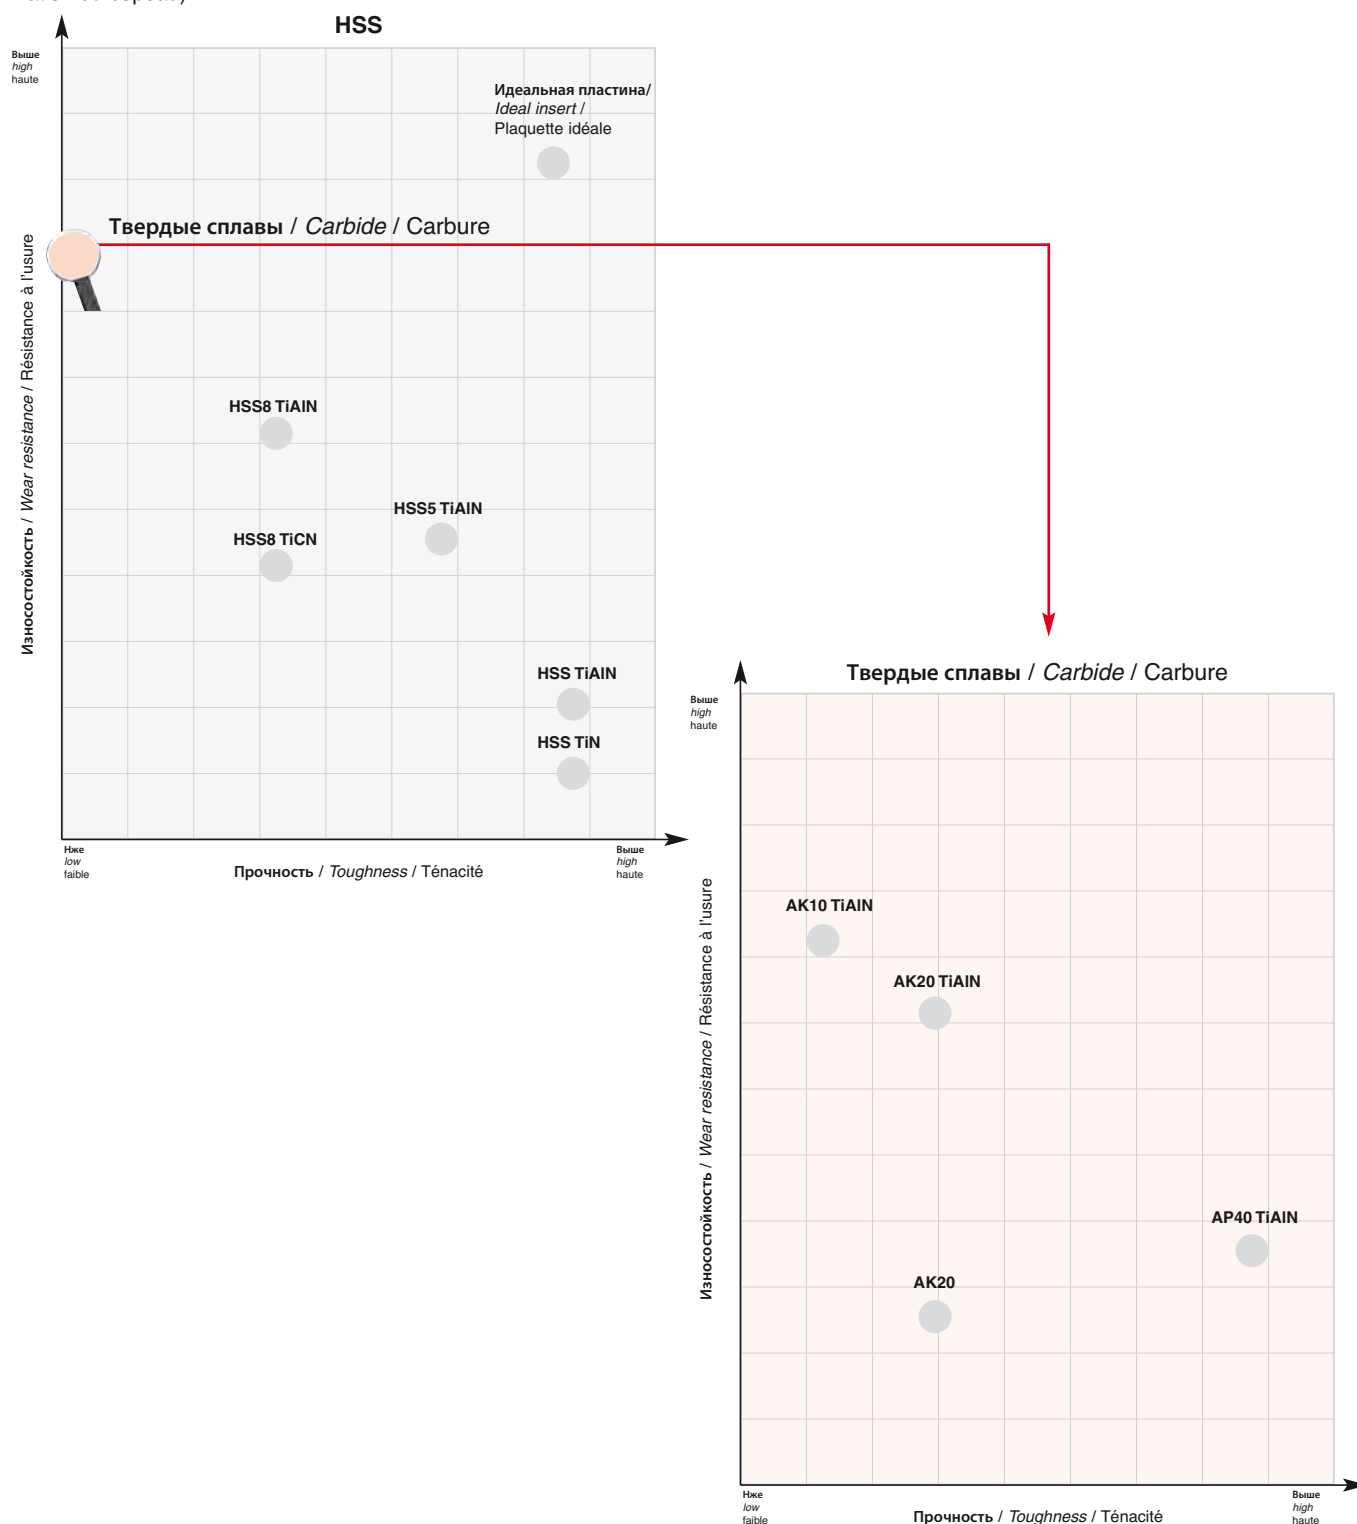 HSS
Выше
high
haute
Идеальная пластина/
Ideal insert /
Plaquette idéale
Твердые сплавы / Carbide / Carbure
Износостойкость / Wear resistance / Résistance à l'usure
HSS8 TiAlN
HSS5 TiAlN
HSS8 TiCN
HSS TiAlN
HSS TiN
Нже
low
faible
Прочность / Toughness / Ténacité
Выше
high
haute
Твердые сплавы / Carbide / Carbure
Выше
high
haute
Износостойкость / Wear resistance / Résistance à l'usure
AK10 TiAlN
AK20 TiAlN
AP40 TiAlN
AK20
Нже
low
faible
Прочность / Toughness / Ténacité
Выше
high
haute